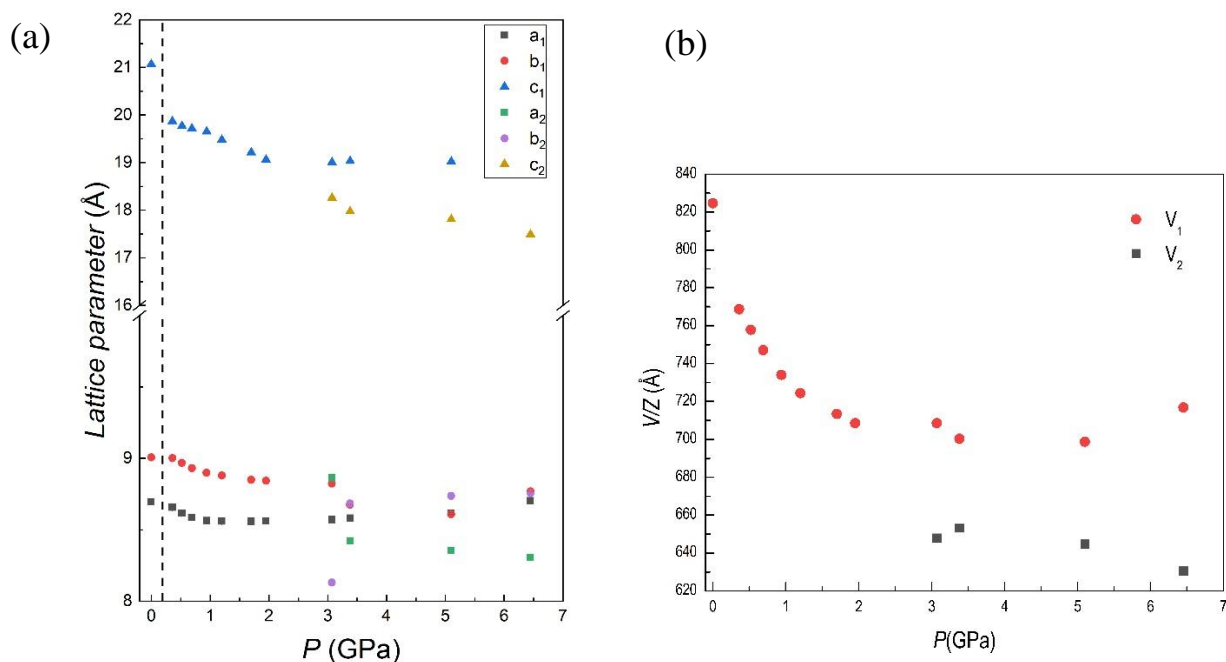 (a)
22
21
20
19
18
17
16
9
8
Lattice parameter (Å)
0 1 2 3 4 5 6 7
P (GPa)
a₁
b₁
c₁
a₂
b₂
c₂
(b)
840
820
800
780
760
740
720
700
680
660
640
620
V/Z (Å)
0 1 2 3 4 5 6 7
P(GPa)
V₁
V₂